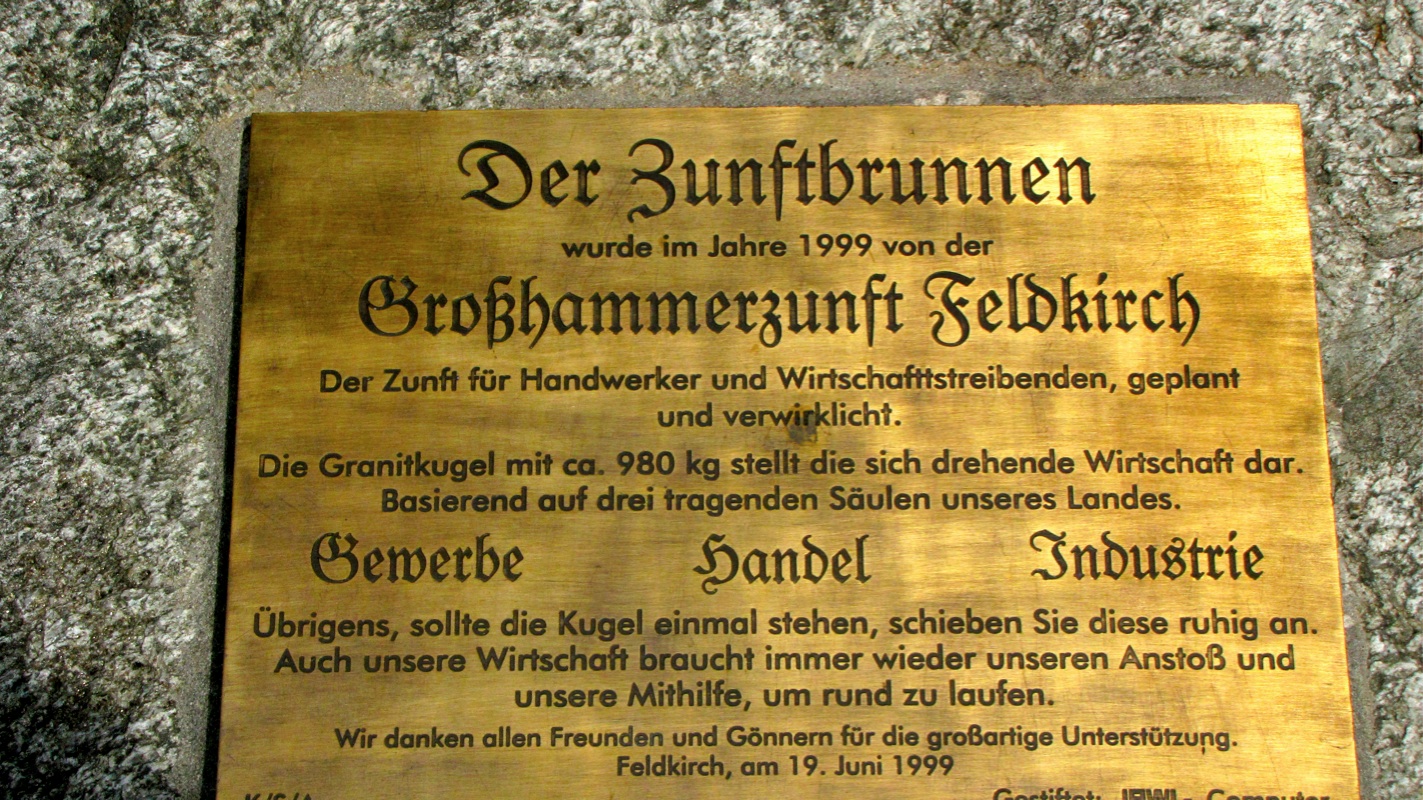 Der Zunftbrunnen
wurde im Jahre 1999 von der
Großhammerzunft Feldkirch
Der Zunft für Handwerker und Wirtschafttstreibenden, geplant
und verwirklicht.
Die Granitkugel mit ca. 980 kg stellt die sich drehende Wirtschaft dar.
Basierend auf drei tragenden Säulen unseres Landes.
Gewerbe Handel Industrie
Übrigens, sollte die Kugel einmal stehen, schieben Sie diese ruhig an.
Auch unsere Wirtschaft braucht immer wieder unseren Anstoß und
unsere Mithilfe, um rund zu laufen.
Wir danken allen Freunden und Gönnern für die großartige Unterstützung.
Feldkirch, am 19. Juni 1999
Gestiftet: - Computer